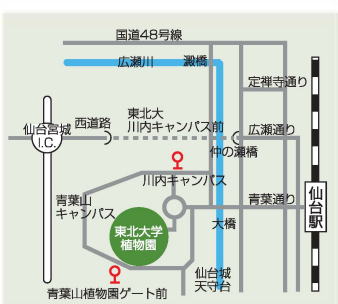 国道48号線
広瀬川
澱橋
定禅寺通り
東北大
川内キャンパス前
西道路
仙台宮城
I.C.
広瀬通り
仲の瀬橋
川内キャンパス
青葉山
キャンパス
青葉通り
仙台駅
大橋
東北大学
植物園
仙台城
天守台
青葉山植物園ゲート前